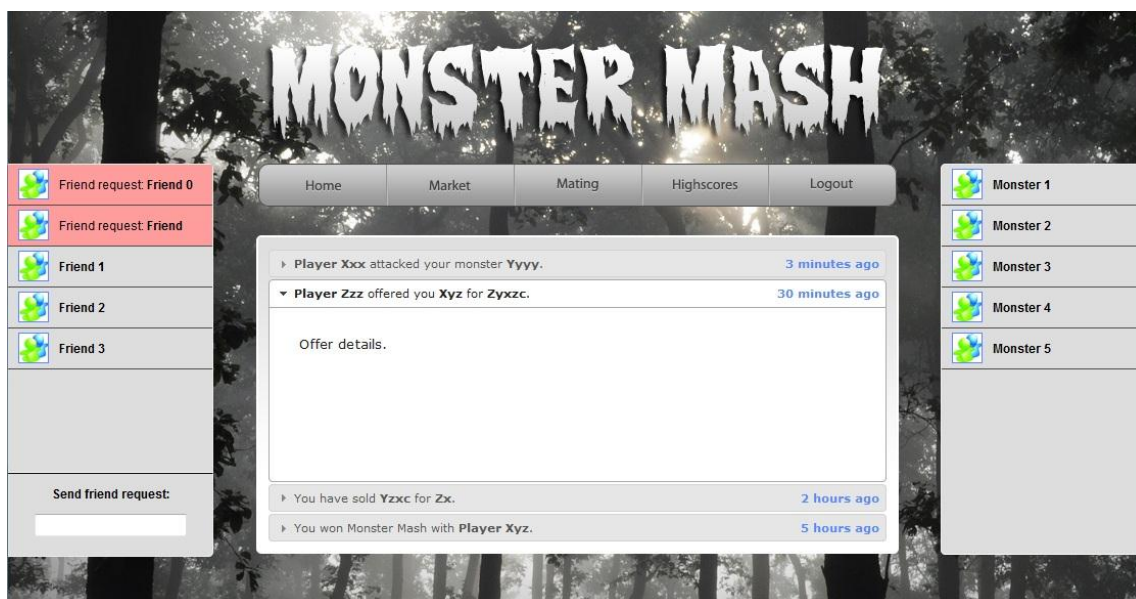 MONSTER MASH
Home Market Mating Highscores Logout
Friend request: Friend 0
Friend request: Friend
Friend 1
Friend 2
Friend 3
Send friend request:
Player Xxx attacked your monster Yyyy. 3 minutes ago
Player Zzz offered you Xyz for Zyxzc. 30 minutes ago
Offer details.
You have sold Yzxc for Zx. 2 hours ago
You won Monster Mash with Player Xyz. 5 hours ago
Monster 1
Monster 2
Monster 3
Monster 4
Monster 5